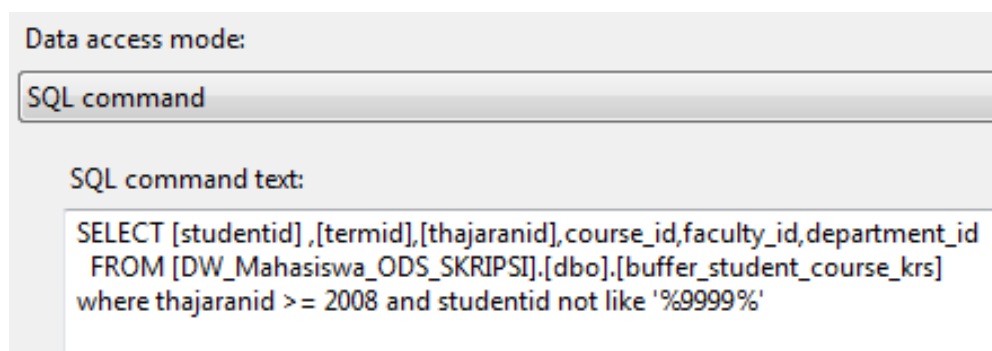 Data access mode:
SQL command
SQL command text:
SELECT [studentid] ,[termid],[thajaranid],course_id,faculty_id,department_id
FROM [DW_Mahasiswa_ODS_SKRIPSI].[dbo].[buffer_student_course_krs]
where thajaranid >= 2008 and studentid not like '%9999%'